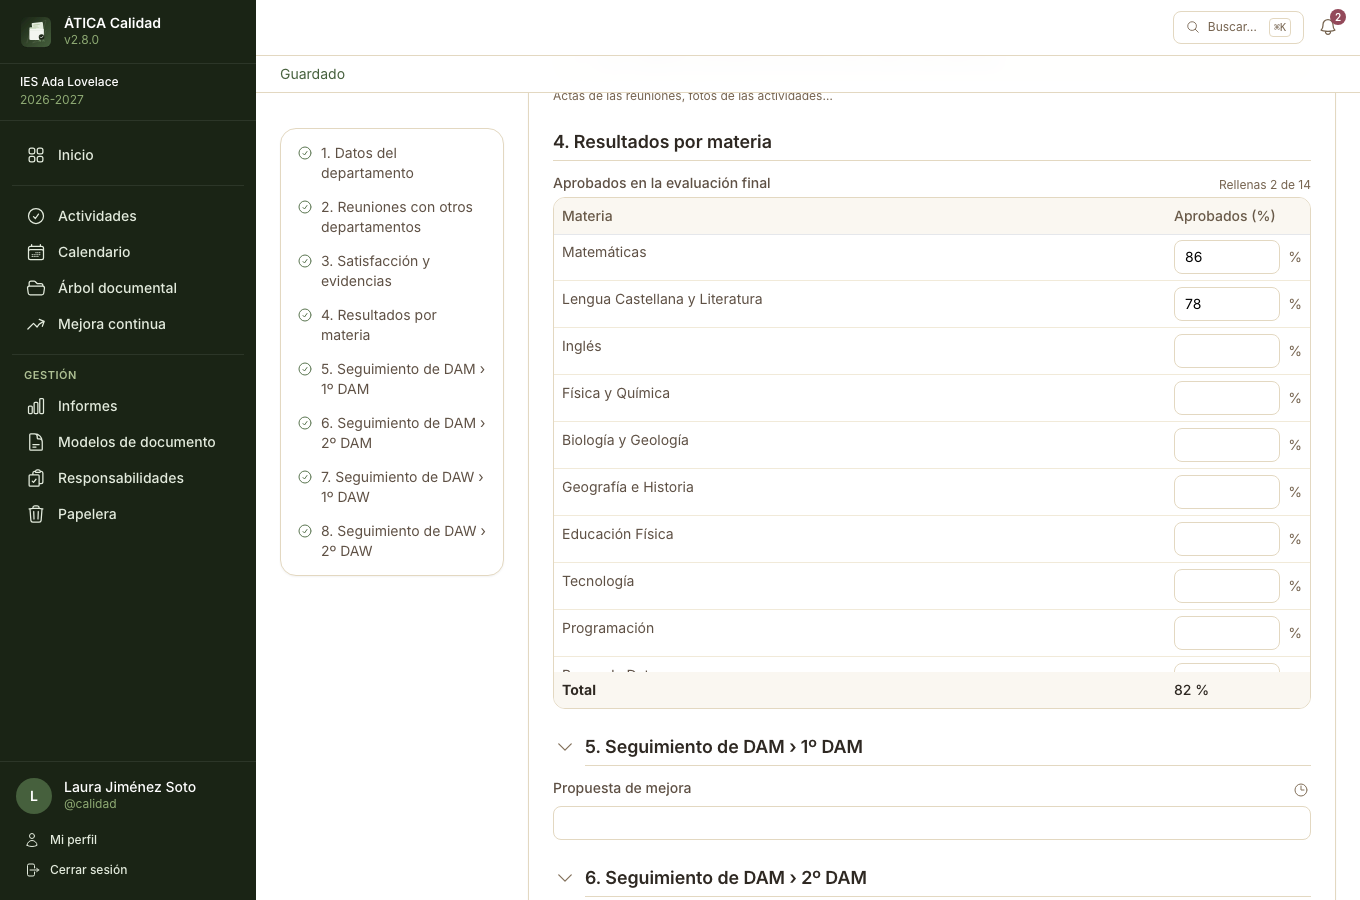 ÁTICA Calidad
v2.8.0
IES Ada Lovelace
2026-2027
Inicio
Actividades
Calendario
Árbol documental
Mejora continua
GESTIÓN
Informes
Modelos de documento
Responsabilidades
Papelera
L
Laura Jiménez Soto
@calidad
Mi perfil
Cerrar sesión
Buscar...
⌘K
2
Guardado
1. Datos del
departamento
2. Reuniones con otros
departamentos
3. Satisfacción y
evidencias
4. Resultados por
materia
5. Seguimiento de DAM ›
1º DAM
6. Seguimiento de DAM ›
2º DAM
7. Seguimiento de DAW ›
1º DAW
8. Seguimiento de DAW ›
2º DAW
Actas de las reuniones, fotos de las actividades...
4. Resultados por materia
Aprobados en la evaluación final
Rellenas 2 de 14
Materia Aprobados (%)
Matemáticas 86 %
Lengua Castellana y Literatura 78 %
Inglés %
Física y Química %
Biología y Geología %
Geografía e Historia %
Educación Física %
Tecnología %
Programación %
Total 82 %
5. Seguimiento de DAM › 1º DAM
Propuesta de mejora
6. Seguimiento de DAM › 2º DAM